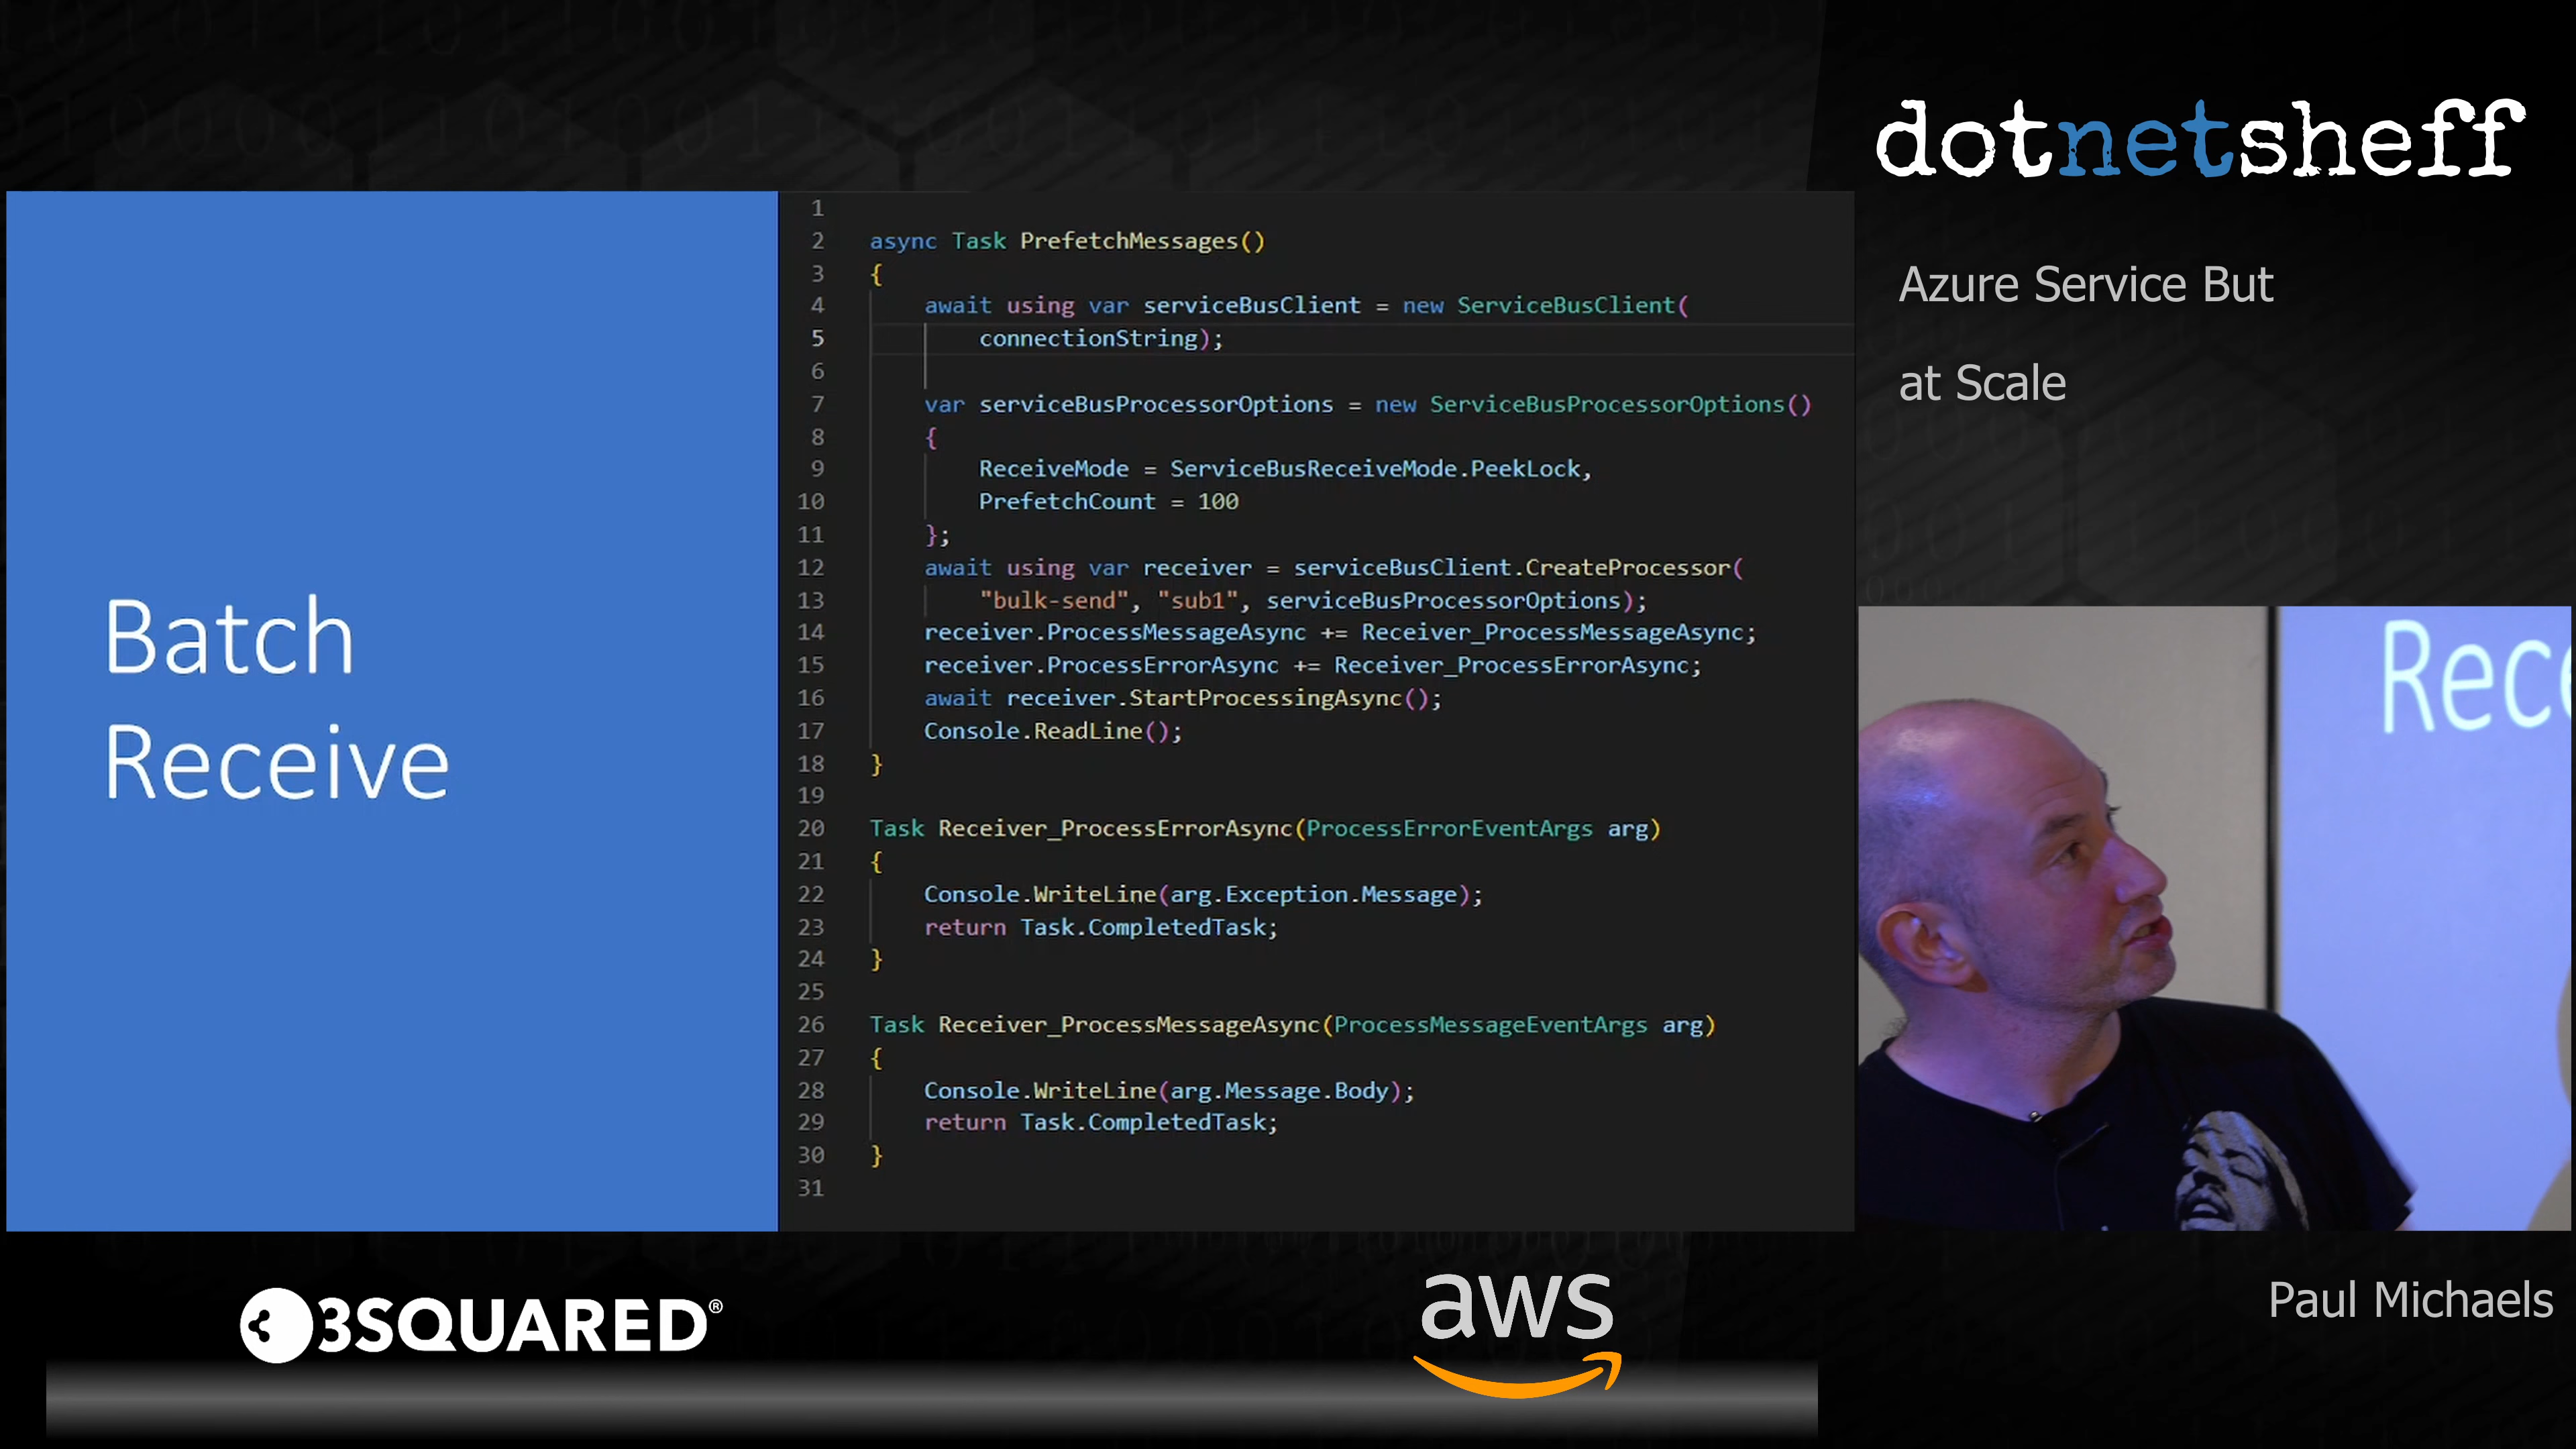 dotnetsheff
Azure Service But
at Scale
Batch
Receive
1
2 async Task PrefetchMessages()
3 {
4 await using var serviceBusClient = new ServiceBusClient(
5 connectionString);
6
7 var serviceBusProcessorOptions = new ServiceBusProcessorOptions()
8 {
9 ReceiveMode = ServiceBusReceiveMode.PeekLock,
10 PrefetchCount = 100
11 };
12 await using var receiver = serviceBusClient.CreateProcessor(
13 "bulk-send", "sub1", serviceBusProcessorOptions);
14 receiver.ProcessMessageAsync += Receiver_ProcessMessageAsync;
15 receiver.ProcessErrorAsync += Receiver_ProcessErrorAsync;
16 await receiver.StartProcessingAsync();
17 Console.ReadLine();
18 }
19
20 Task Receiver_ProcessErrorAsync(ProcessErrorEventArgs arg)
21 {
22 Console.WriteLine(arg.Exception.Message);
23 return Task.CompletedTask;
24 }
25
26 Task Receiver_ProcessMessageAsync(ProcessMessageEventArgs arg)
27 {
28 Console.WriteLine(arg.Message.Body);
29 return Task.CompletedTask;
30 }
31
Rece
3SQUARED®
aws
Paul Michaels